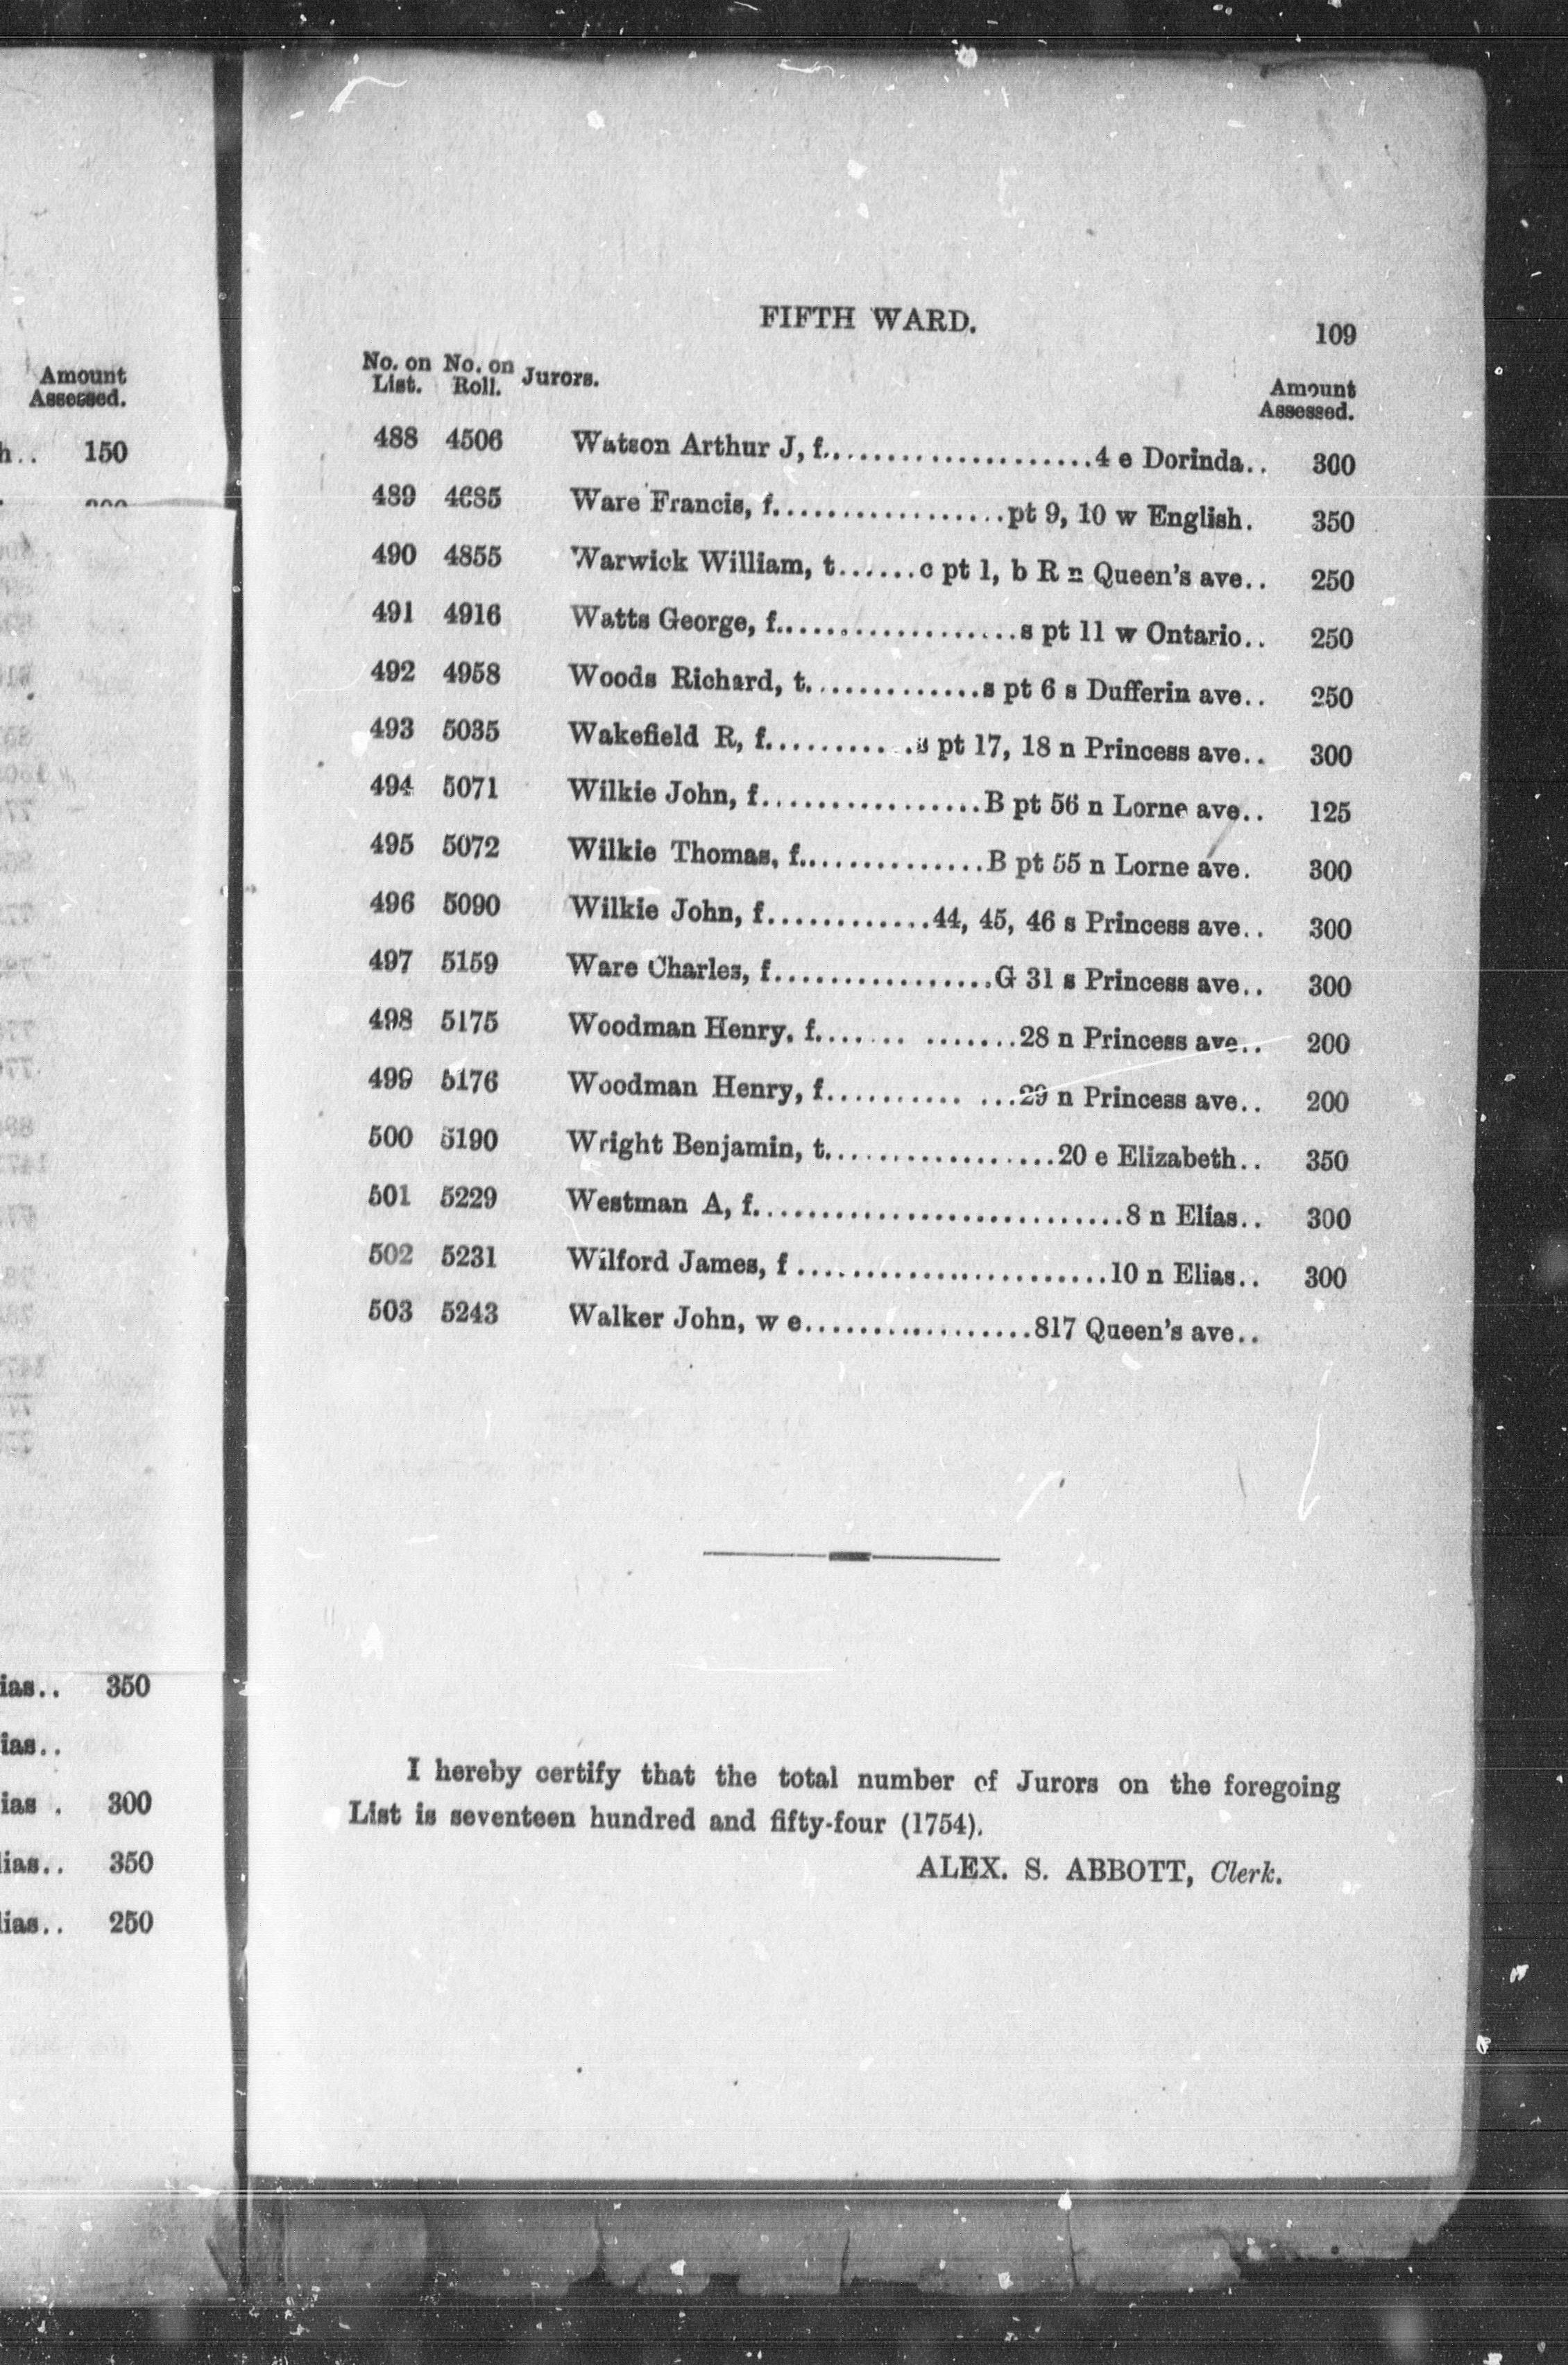 Amount
Assessed.
h.. 150
ias.. 350
ias..
ias . 300
lias.. 350
lias.. 250
FIFTH WARD. 109
No. on No. on Jurors. Amount
List. Roll. Assessed.
488 4506 Watson Arthur J, f......................4 e Dorinda.. 300
489 4685 Ware Francis, f...................pt 9, 10 w English. 350
490 4855 Warwick William, t......c pt 1, b R n Queen's ave.. 250
491 4916 Watts George, f....................s pt 11 w Ontario.. 250
492 4958 Woods Richard, t..............s pt 6 s Dufferin ave.. 250
493 5035 Wakefield R, f............s pt 17, 18 n Princess ave.. 300
494 5071 Wilkie John, f.................B pt 56 n Lorne ave.. 125
495 5072 Wilkie Thomas, f...............B pt 55 n Lorne ave. 300
496 5090 Wilkie John, f.............44, 45, 46 s Princess ave.. 300
497 5159 Ware Charles, f.................G 31 s Princess ave.. 300
498 5175 Woodman Henry, f....... .......28 n Princess ave.. 200
499 5176 Woodman Henry, f.......... ...29 n Princess ave.. 200
500 5190 Wright Benjamin, t..................20 e Elizabeth.. 350
501 5229 Westman A, f............................8 n Elias.. 300
502 5231 Wilford James, f ........................10 n Elias.. 300
503 5243 Walker John, w e..................817 Queen's ave..
I hereby certify that the total number of Jurors on the foregoing
List is seventeen hundred and fifty-four (1754).
ALEX. S. ABBOTT, Clerk.